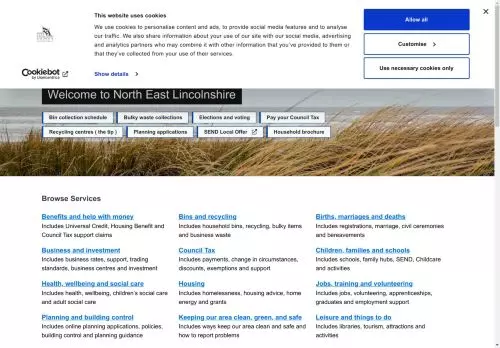 This website uses cookies
We use cookies to personalise content and ads, to provide social media features and to analyse
our traffic. We also share information about your use of our site with our social media, advertising
and analytics partners who may combine it with other information that you've provided to them or
that they've collected from your use of their services.
Cookiebot
by Usercentrics
Show details
Allow all
Customise
Use necessary cookies only
Welcome to North East Lincolnshire
Bin collection schedule
Bulky waste collections
Elections and voting
Pay your Council Tax
Recycling centres ( the tip )
Planning applications
SEND Local Offer
Household brochure
Browse Services
Benefits and help with money
Includes Universal Credit, Housing Benefit and
Council Tax support claims
Bins and recycling
Includes household bins, recycling, bulky items
and business waste
Births, marriages and deaths
Includes registrations, marriage, civil ceremonies
and bereavements
Business and investment
Includes business rates, support, trading
standards, business centres and investment
Council Tax
Includes payments, change in circumstances,
discounts, exemptions and support
Children, families and schools
Includes schools, family hubs, SEND, Childcare
and activities
Health, wellbeing and social care
Includes health, wellbeing, children's social care
and adult social care
Housing
Includes homelessness, housing advice, home
energy and grants
Jobs, training and volunteering
Includes jobs, volunteering, apprenticeships,
graduates and employment support
Planning and building control
Includes online planning applications, policies,
building control and planning guidance
Keeping our area clean, green, and safe
Includes ways keep our area clean and safe and
how to report problems
Leisure and things to do
Includes libraries, tourism, attractions and
activities